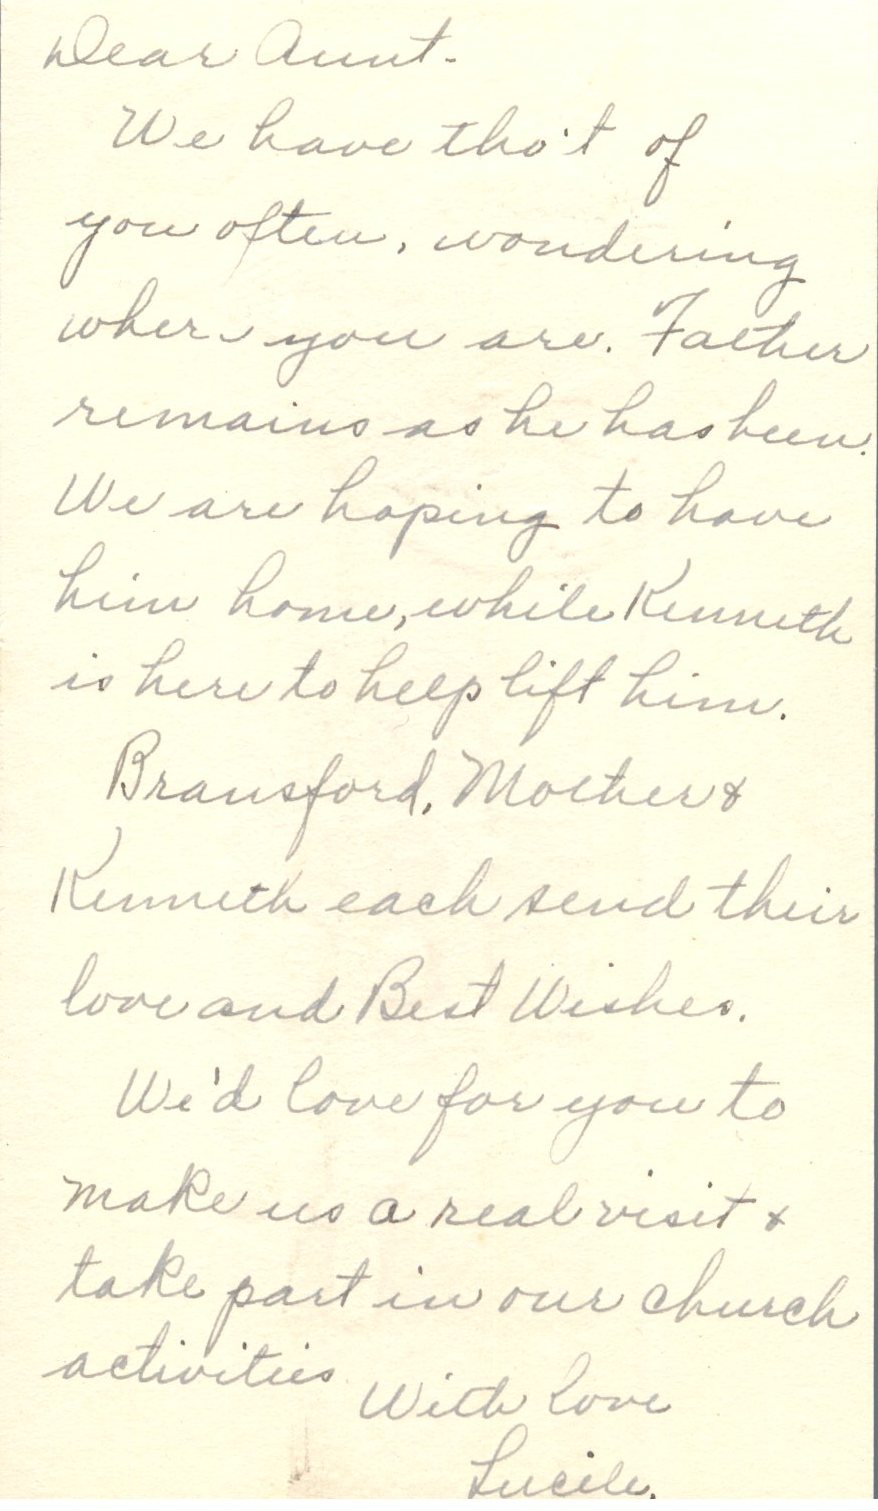 Dear Aunt.
We have tho't of
you often, wondering
where you are. Father
remains as he has been.
We are hoping to have
him home, while Kenneth
is here to help lift him.
Bransford, Mother &
Kenneth each send their
love and Best Wishes.
We'd love for you to
make us a real visit &
take part in our church
activities
With love
Lucile.